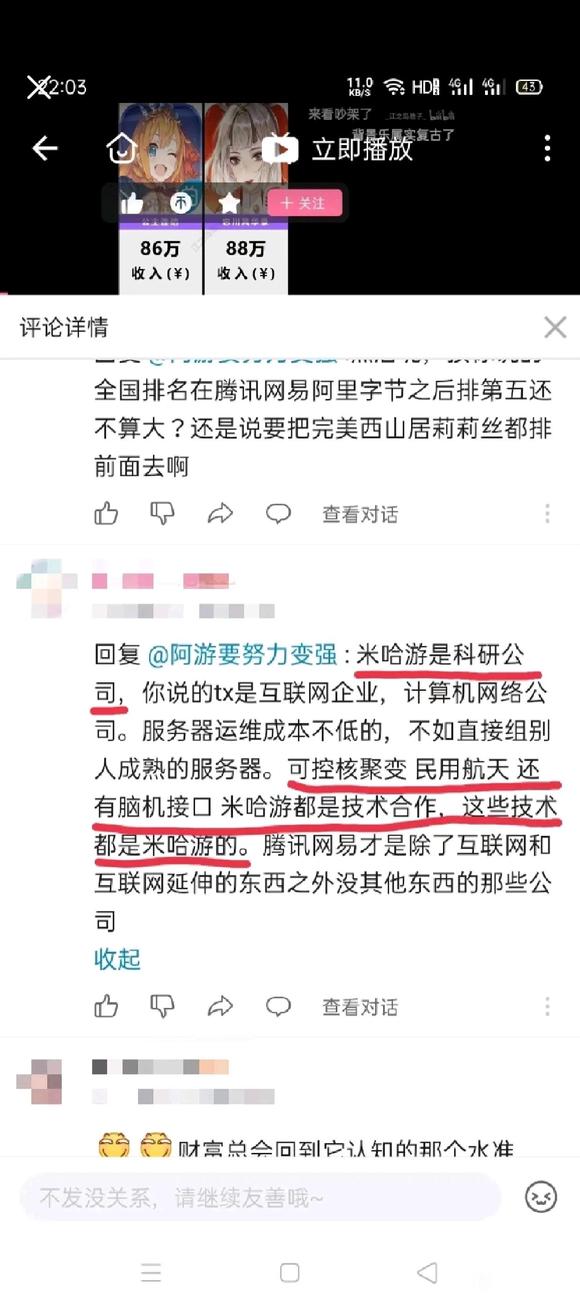 22:03
11.0 KB/S HD 4G 4G 43
来看吵架了
背景乐属实复古了
立即播放
+ 关注
86万 88万
收入(¥) 收入(¥)
评论详情
全国排名在腾讯网易阿里字节之后排第五还
不算大？还是说要把完美西山居莉莉丝都排
前面去啊
查看对话
回复 @阿游要努力变强 : 米哈游是科研公
司，你说的tx是互联网企业，计算机网络公
司。服务器运维成本不低的，不如直接组别
人成熟的服务器。可控核聚变 民用航天 还
有脑机接口 米哈游都是技术合作，这些技术
都是米哈游的。腾讯网易才是除了互联网和
互联网延伸的东西之外没其他东西的那些公
司
收起
查看对话
财富总会回到它认知的那个水准
不发没关系，请继续友善哦~